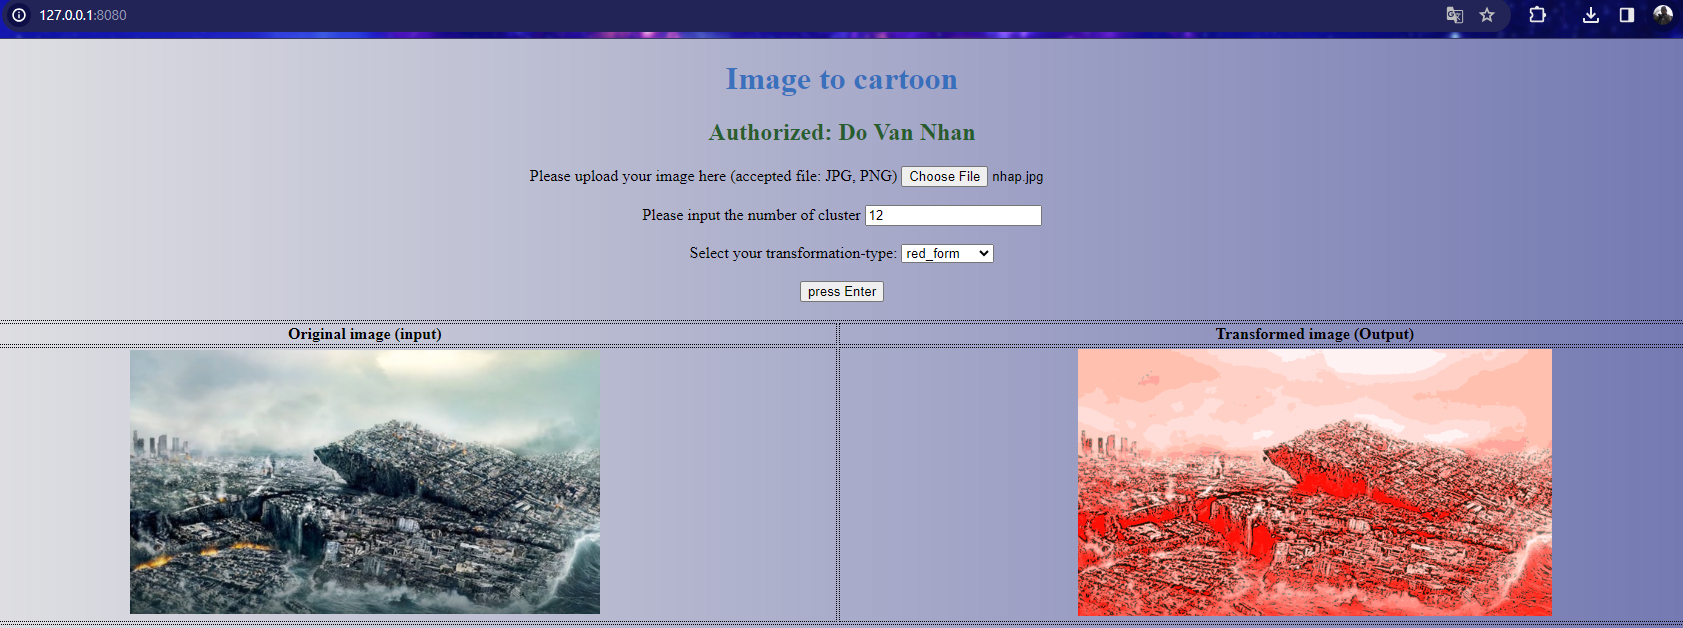 127.0.0.1:8080
Image to cartoon
Authorized: Do Van Nhan
Please upload your image here (accepted file: JPG, PNG) Choose File nhap.jpg
Please input the number of cluster 12
Select your transformation-type: red_form
press Enter
Original image (input) Transformed image (Output)